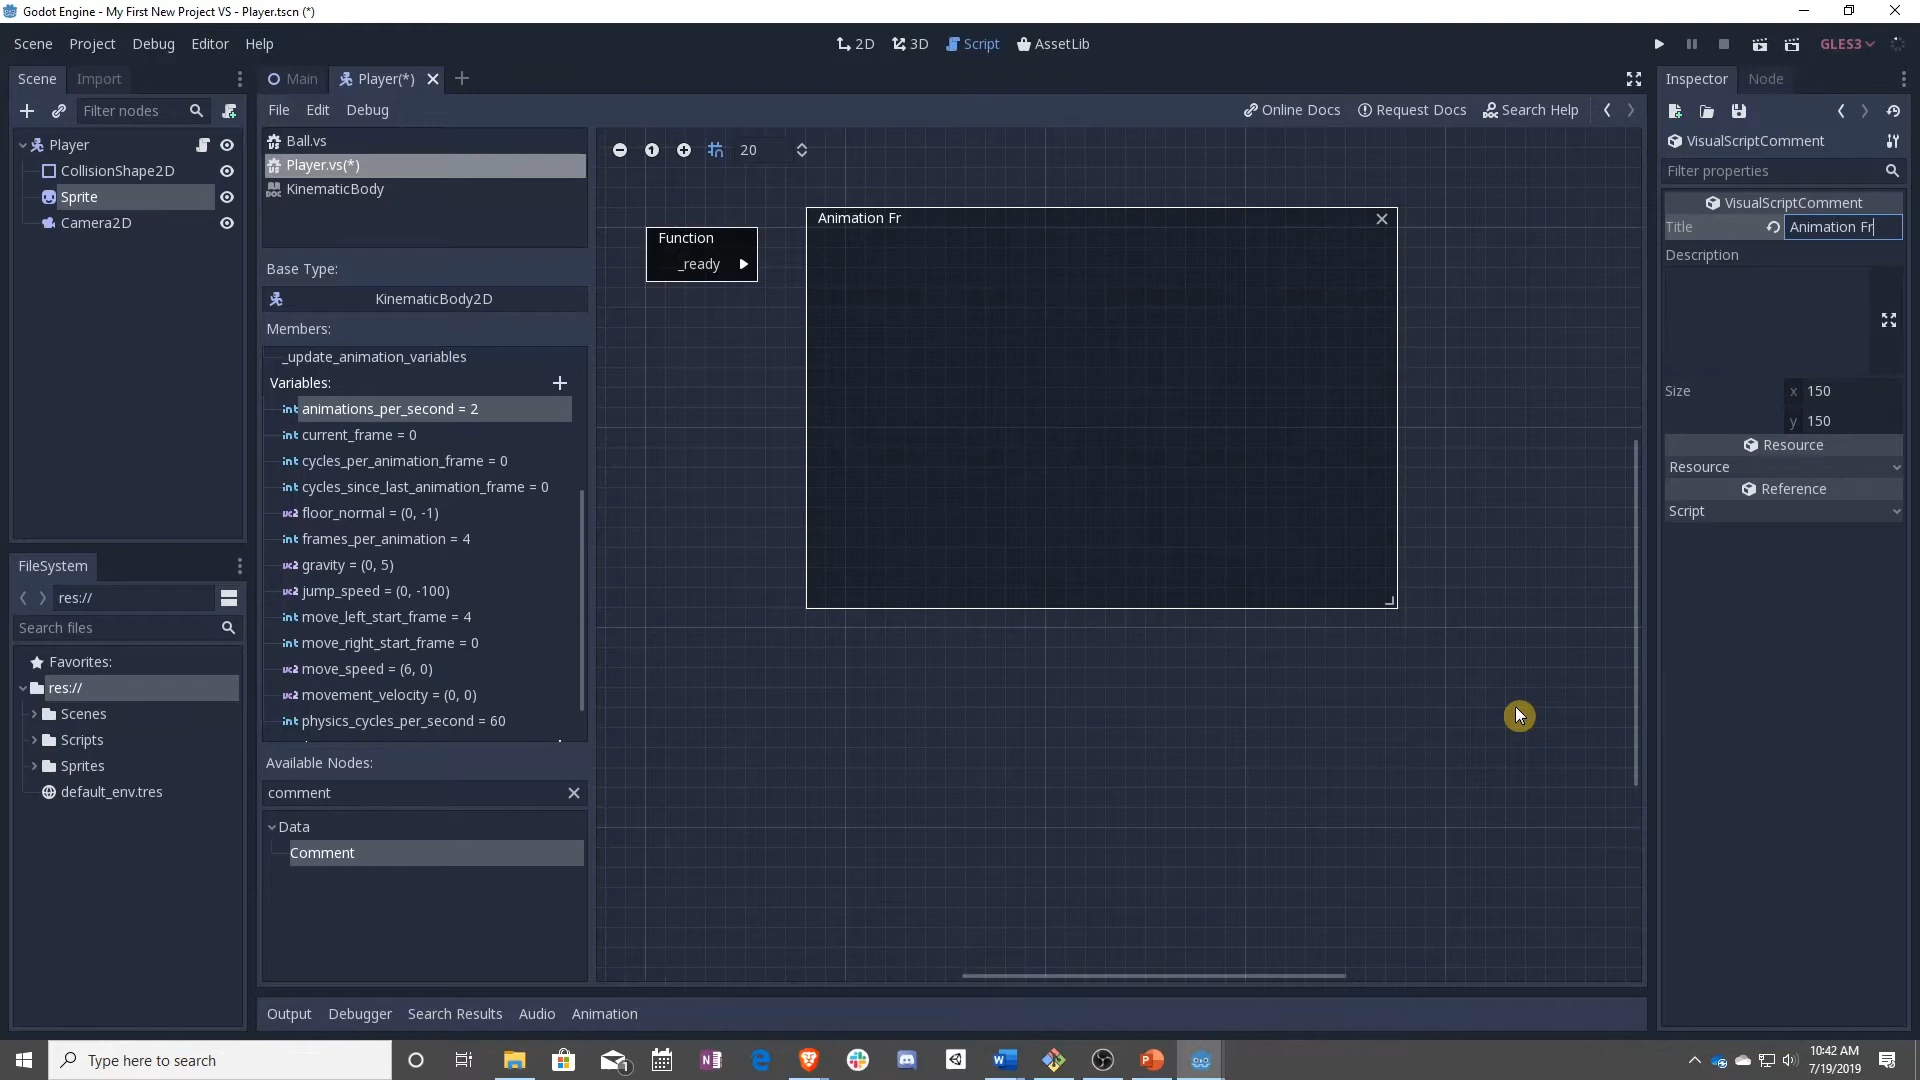 Godot Engine - My First New Project VS - Player.tscn (*)
Scene Project Debug Editor Help
2D 3D Script AssetLib
GLES3
Scene Import
Main Player(*)
Inspector Node
Filter nodes
File Edit Debug
Online Docs Request Docs Search Help
Player
CollisionShape2D
Sprite
Camera2D
Ball.vs
Player.vs(*)
KinematicBody
20
VisualScriptComment
Filter properties
VisualScriptComment
Title Animation Fr
Description
Size x 150
y 150
Resource
Resource
Reference
Script
Function
_ready
Animation Fr
Base Type:
KinematicBody2D
Members:
_update_animation_variables
Variables:
int animations_per_second = 2
int current_frame = 0
int cycles_per_animation_frame = 0
int cycles_since_last_animation_frame = 0
vc2 floor_normal = (0, -1)
int frames_per_animation = 4
vc2 gravity = (0, 5)
vc2 jump_speed = (0, -100)
int move_left_start_frame = 4
int move_right_start_frame = 0
vc2 move_speed = (6, 0)
vc2 movement_velocity = (0, 0)
int physics_cycles_per_second = 60
Available Nodes:
comment
Data
Comment
FileSystem
res://
Search files
Favorites:
res://
Scenes
Scripts
Sprites
default_env.tres
Output Debugger Search Results Audio Animation
Type here to search
10:42 AM
7/19/2019